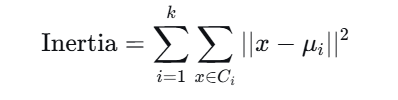 Inertia = ∑_{i=1}^{k} ∑_{x∈C_i} ||x − μ_i||²